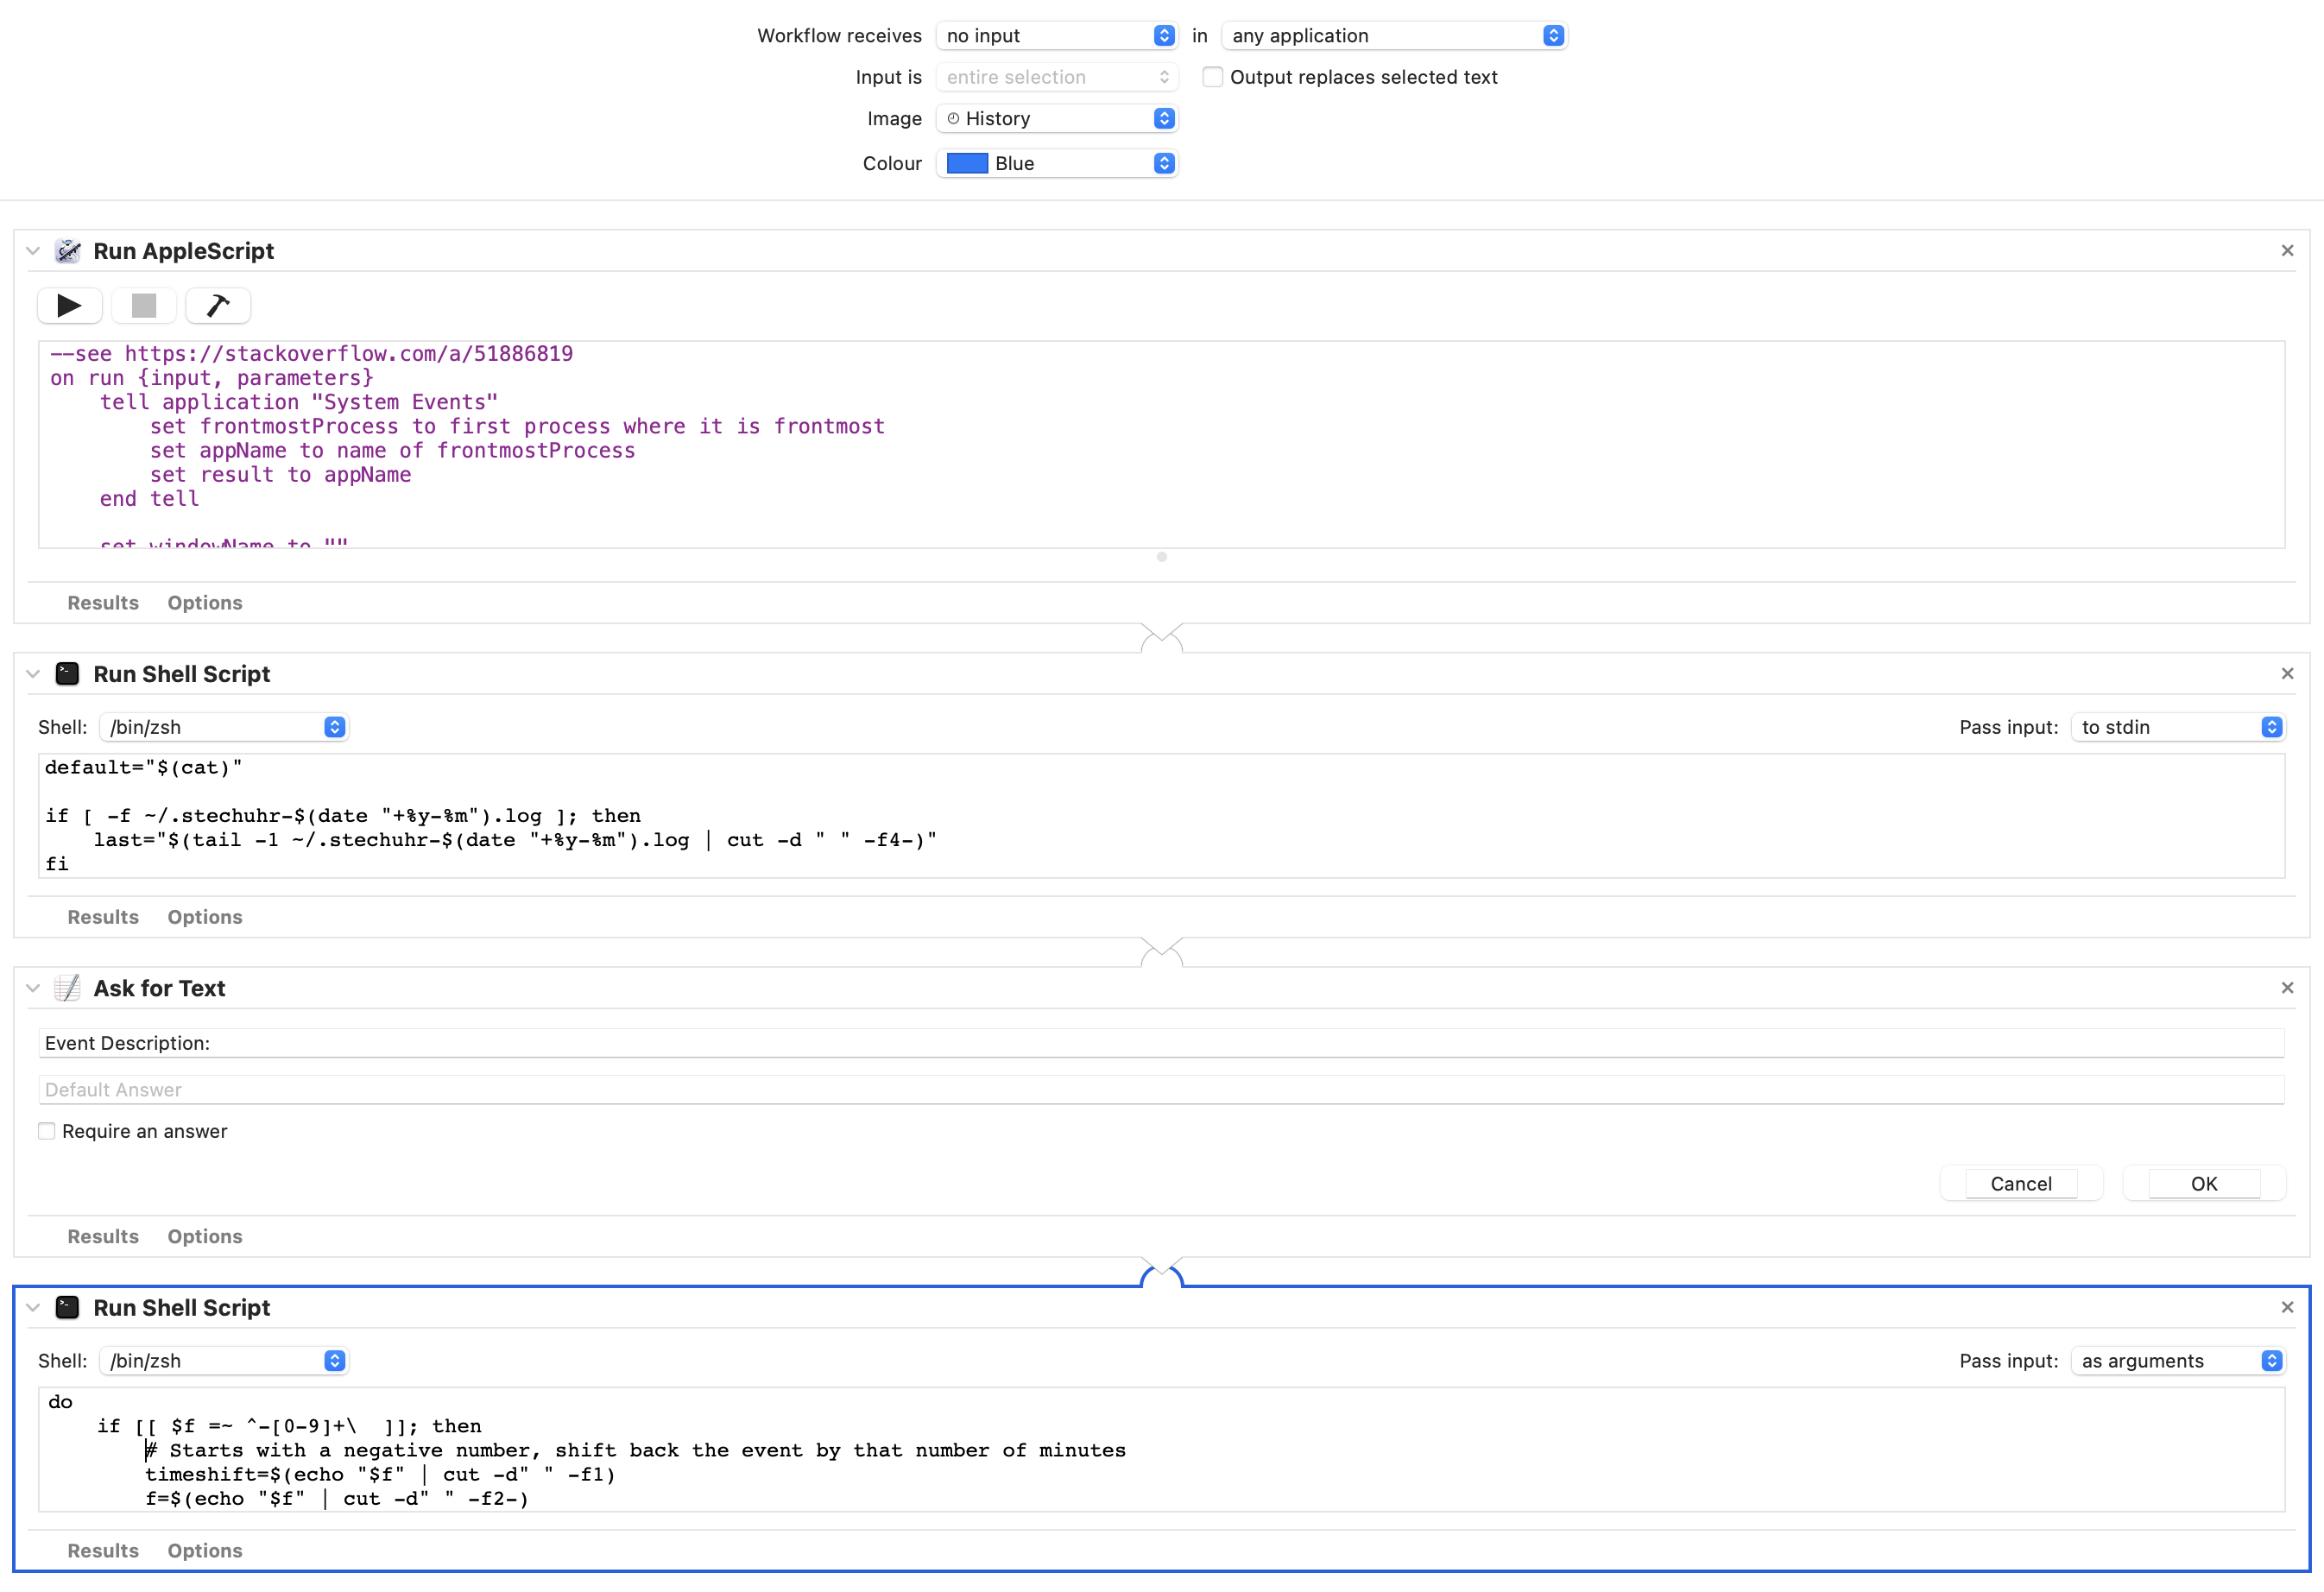 Workflow receives no input in any application
Input is entire selection Output replaces selected text
Image History
Colour Blue
Run AppleScript
--see https://stackoverflow.com/a/51886819
on run {input, parameters}
    tell application "System Events"
        set frontmostProcess to first process where it is frontmost
        set appName to name of frontmostProcess
        set result to appName
    end tell
    set windowName to ""
Results Options
Run Shell Script
Shell: /bin/zsh Pass input: to stdin
default="$(cat)"
if [ -f ~/.stechuhr-$(date "+%y-%m").log ]; then
    last="$(tail -1 ~/.stechuhr-$(date "+%y-%m").log | cut -d " " -f4-)"
fi
Results Options
Ask for Text
Event Description:
Default Answer
Require an answer
Cancel OK
Results Options
Run Shell Script
Shell: /bin/zsh Pass input: as arguments
do
    if [[ $f =~ ^-[0-9]+\  ]]; then
        # Starts with a negative number, shift back the event by that number of minutes
        timeshift=$(echo "$f" | cut -d" " -f1)
        f=$(echo "$f" | cut -d" " -f2-)
Results Options